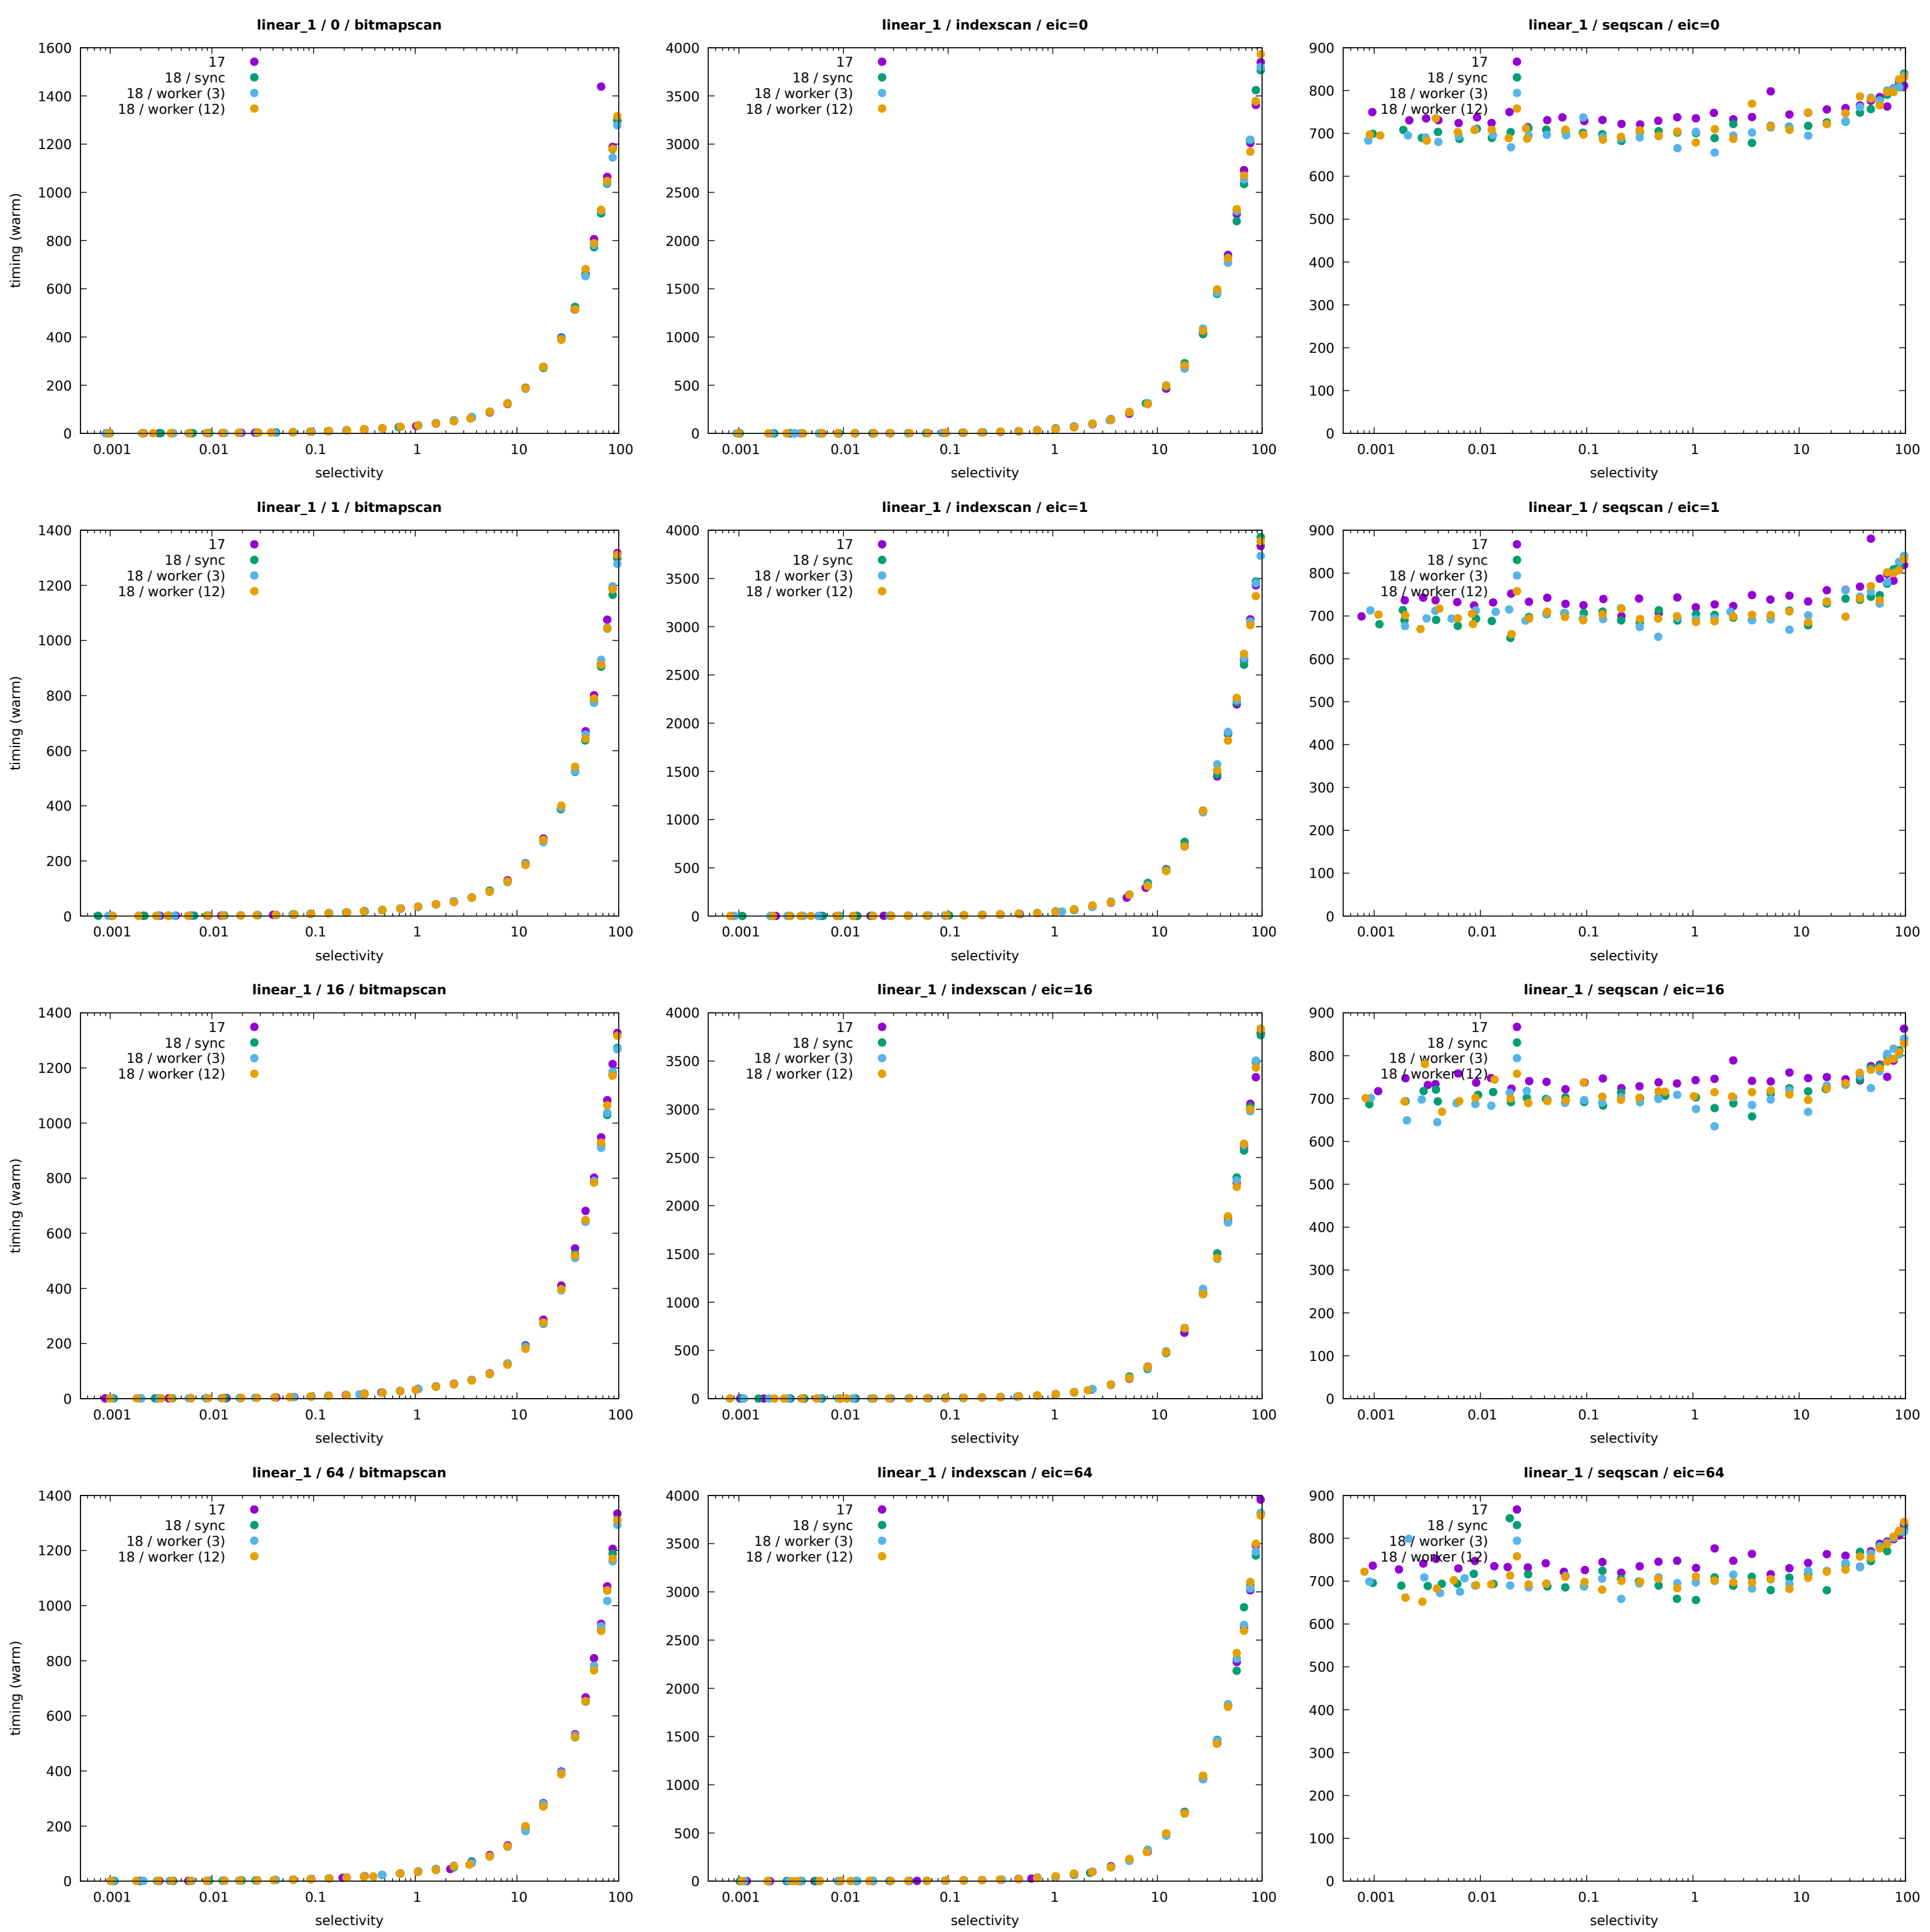 linear_1 / 0 / bitmapscan
1600
1400
1200
1000
800
600
400
200
0
timing (warm)
17
18 / sync
18 / worker (3)
18 / worker (12)
0.001 0.01 0.1 1 10 100
selectivity
linear_1 / indexscan / eic=0
4000
3500
3000
2500
2000
1500
1000
500
0
17
18 / sync
18 / worker (3)
18 / worker (12)
0.001 0.01 0.1 1 10 100
selectivity
linear_1 / seqscan / eic=0
900
800
700
600
500
400
300
200
100
0
17
18 / sync
18 / worker (3)
18 / worker (12)
0.001 0.01 0.1 1 10 100
selectivity
linear_1 / 1 / bitmapscan
1400
1200
1000
800
600
400
200
0
timing (warm)
17
18 / sync
18 / worker (3)
18 / worker (12)
0.001 0.01 0.1 1 10 100
selectivity
linear_1 / indexscan / eic=1
4000
3500
3000
2500
2000
1500
1000
500
0
17
18 / sync
18 / worker (3)
18 / worker (12)
0.001 0.01 0.1 1 10 100
selectivity
linear_1 / seqscan / eic=1
900
800
700
600
500
400
300
200
100
0
17
18 / sync
18 / worker (3)
18 / worker (12)
0.001 0.01 0.1 1 10 100
selectivity
linear_1 / 16 / bitmapscan
1400
1200
1000
800
600
400
200
0
timing (warm)
17
18 / sync
18 / worker (3)
18 / worker (12)
0.001 0.01 0.1 1 10 100
selectivity
linear_1 / indexscan / eic=16
4000
3500
3000
2500
2000
1500
1000
500
0
17
18 / sync
18 / worker (3)
18 / worker (12)
0.001 0.01 0.1 1 10 100
selectivity
linear_1 / seqscan / eic=16
900
800
700
600
500
400
300
200
100
0
17
18 / sync
18 / worker (3)
18 / worker (12)
0.001 0.01 0.1 1 10 100
selectivity
linear_1 / 64 / bitmapscan
1400
1200
1000
800
600
400
200
0
timing (warm)
17
18 / sync
18 / worker (3)
18 / worker (12)
0.001 0.01 0.1 1 10 100
selectivity
linear_1 / indexscan / eic=64
4000
3500
3000
2500
2000
1500
1000
500
0
17
18 / sync
18 / worker (3)
18 / worker (12)
0.001 0.01 0.1 1 10 100
selectivity
linear_1 / seqscan / eic=64
900
800
700
600
500
400
300
200
100
0
17
18 / sync
18 / worker (3)
18 / worker (12)
0.001 0.01 0.1 1 10 100
selectivity